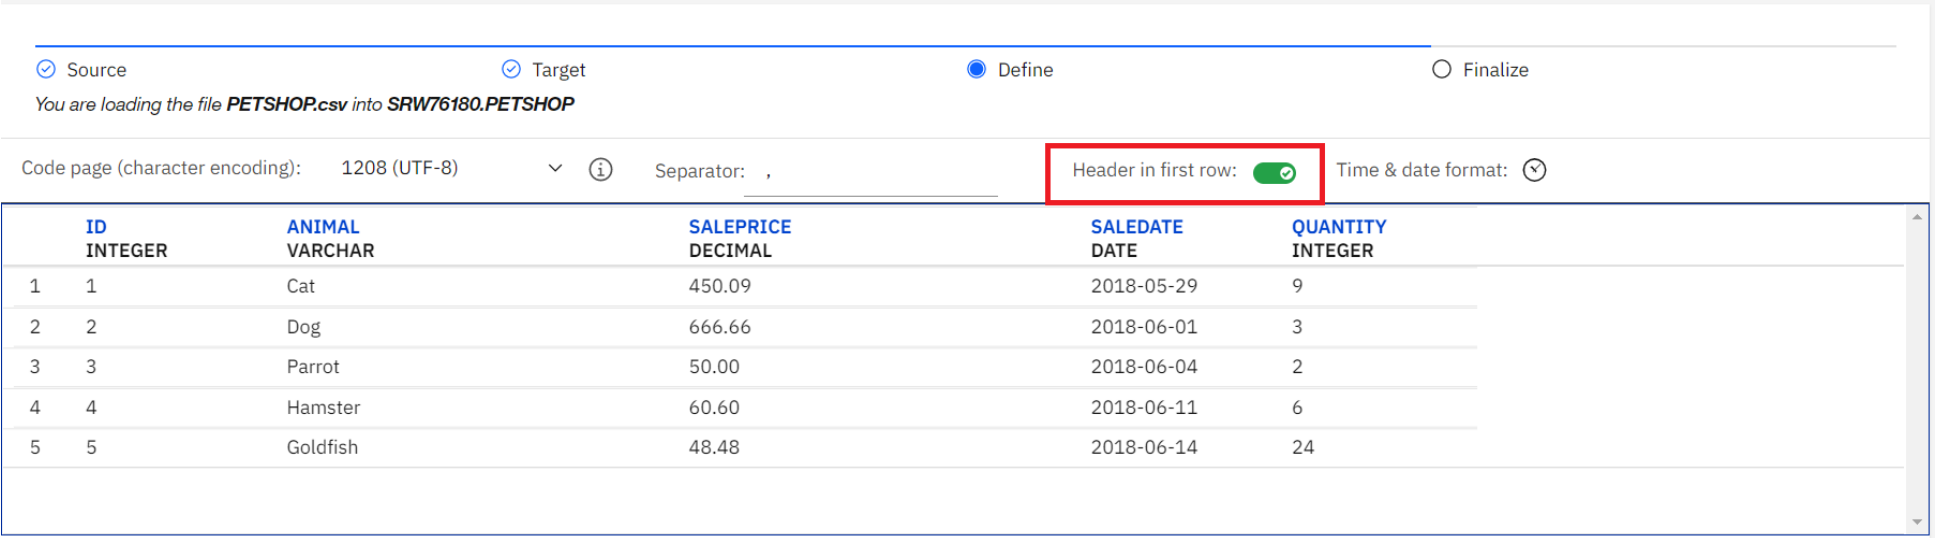 Source Target Define Finalize
You are loading the file PETSHOP.csv into SRW76180.PETSHOP
Code page (character encoding): 1208 (UTF-8) Separator: , Header in first row: Time & date format:
ID ANIMAL SALEPRICE SALEDATE QUANTITY
INTEGER VARCHAR DECIMAL DATE INTEGER
1 1 Cat 450.09 2018-05-29 9
2 2 Dog 666.66 2018-06-01 3
3 3 Parrot 50.00 2018-06-04 2
4 4 Hamster 60.60 2018-06-11 6
5 5 Goldfish 48.48 2018-06-14 24